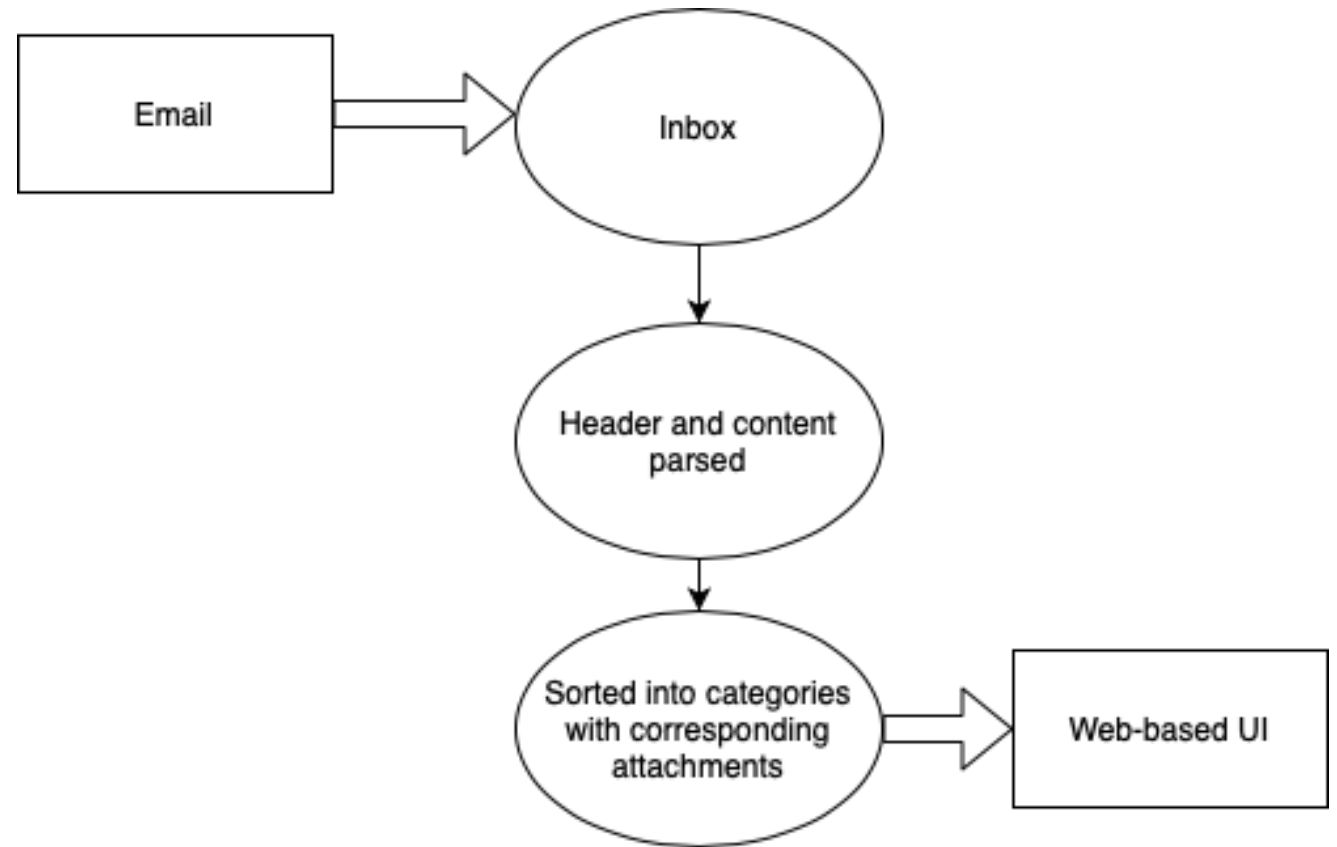 Email
Inbox
Header and content
parsed
Sorted into categories
with corresponding
attachments
Web-based UI